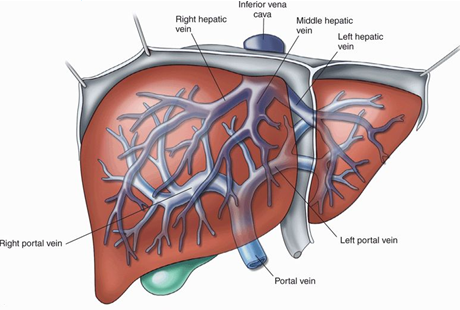 Inferior vena
cava
Right hepatic
vein
Middle hepatic
vein
Left hepatic
vein
Right portal vein
Left portal vein
Portal vein